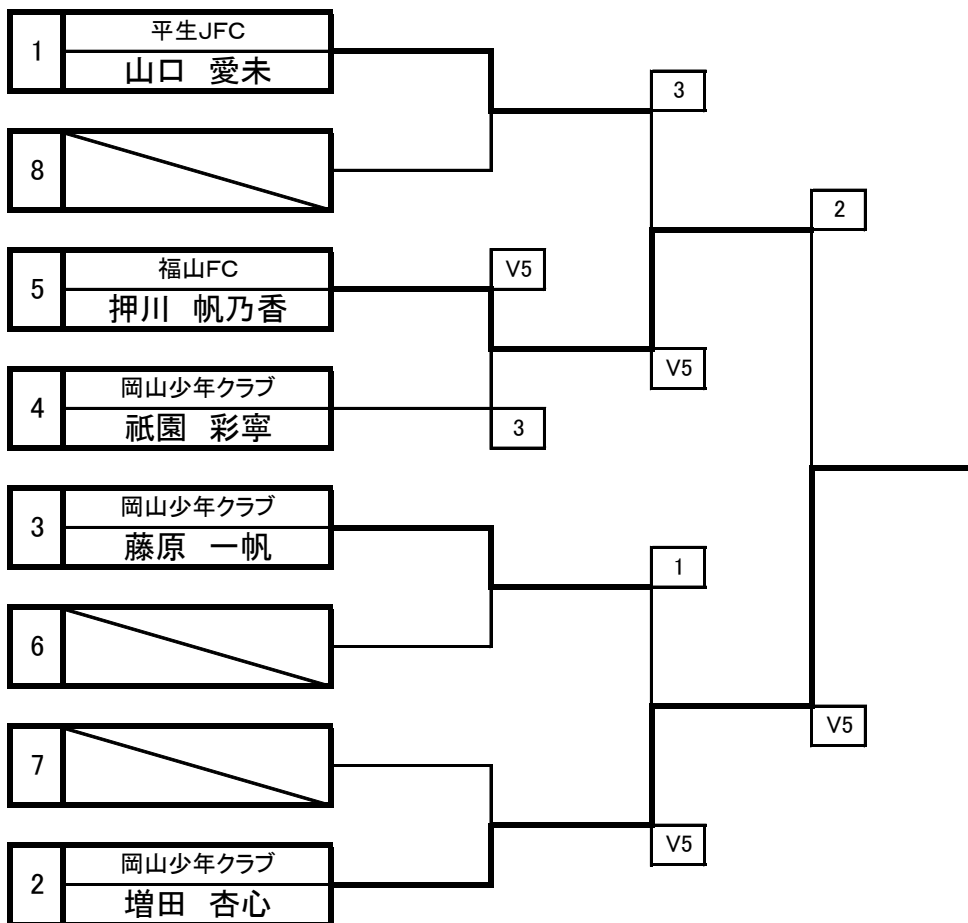 1
平生JFC
山口 愛未
3
8
2
5
福山FC
押川 帆乃香
V5
V5
4
岡山少年クラブ
祇園 彩寧
3
3
岡山少年クラブ
藤原 一帆
1
6
7
V5
2
岡山少年クラブ
増田 杏心
V5